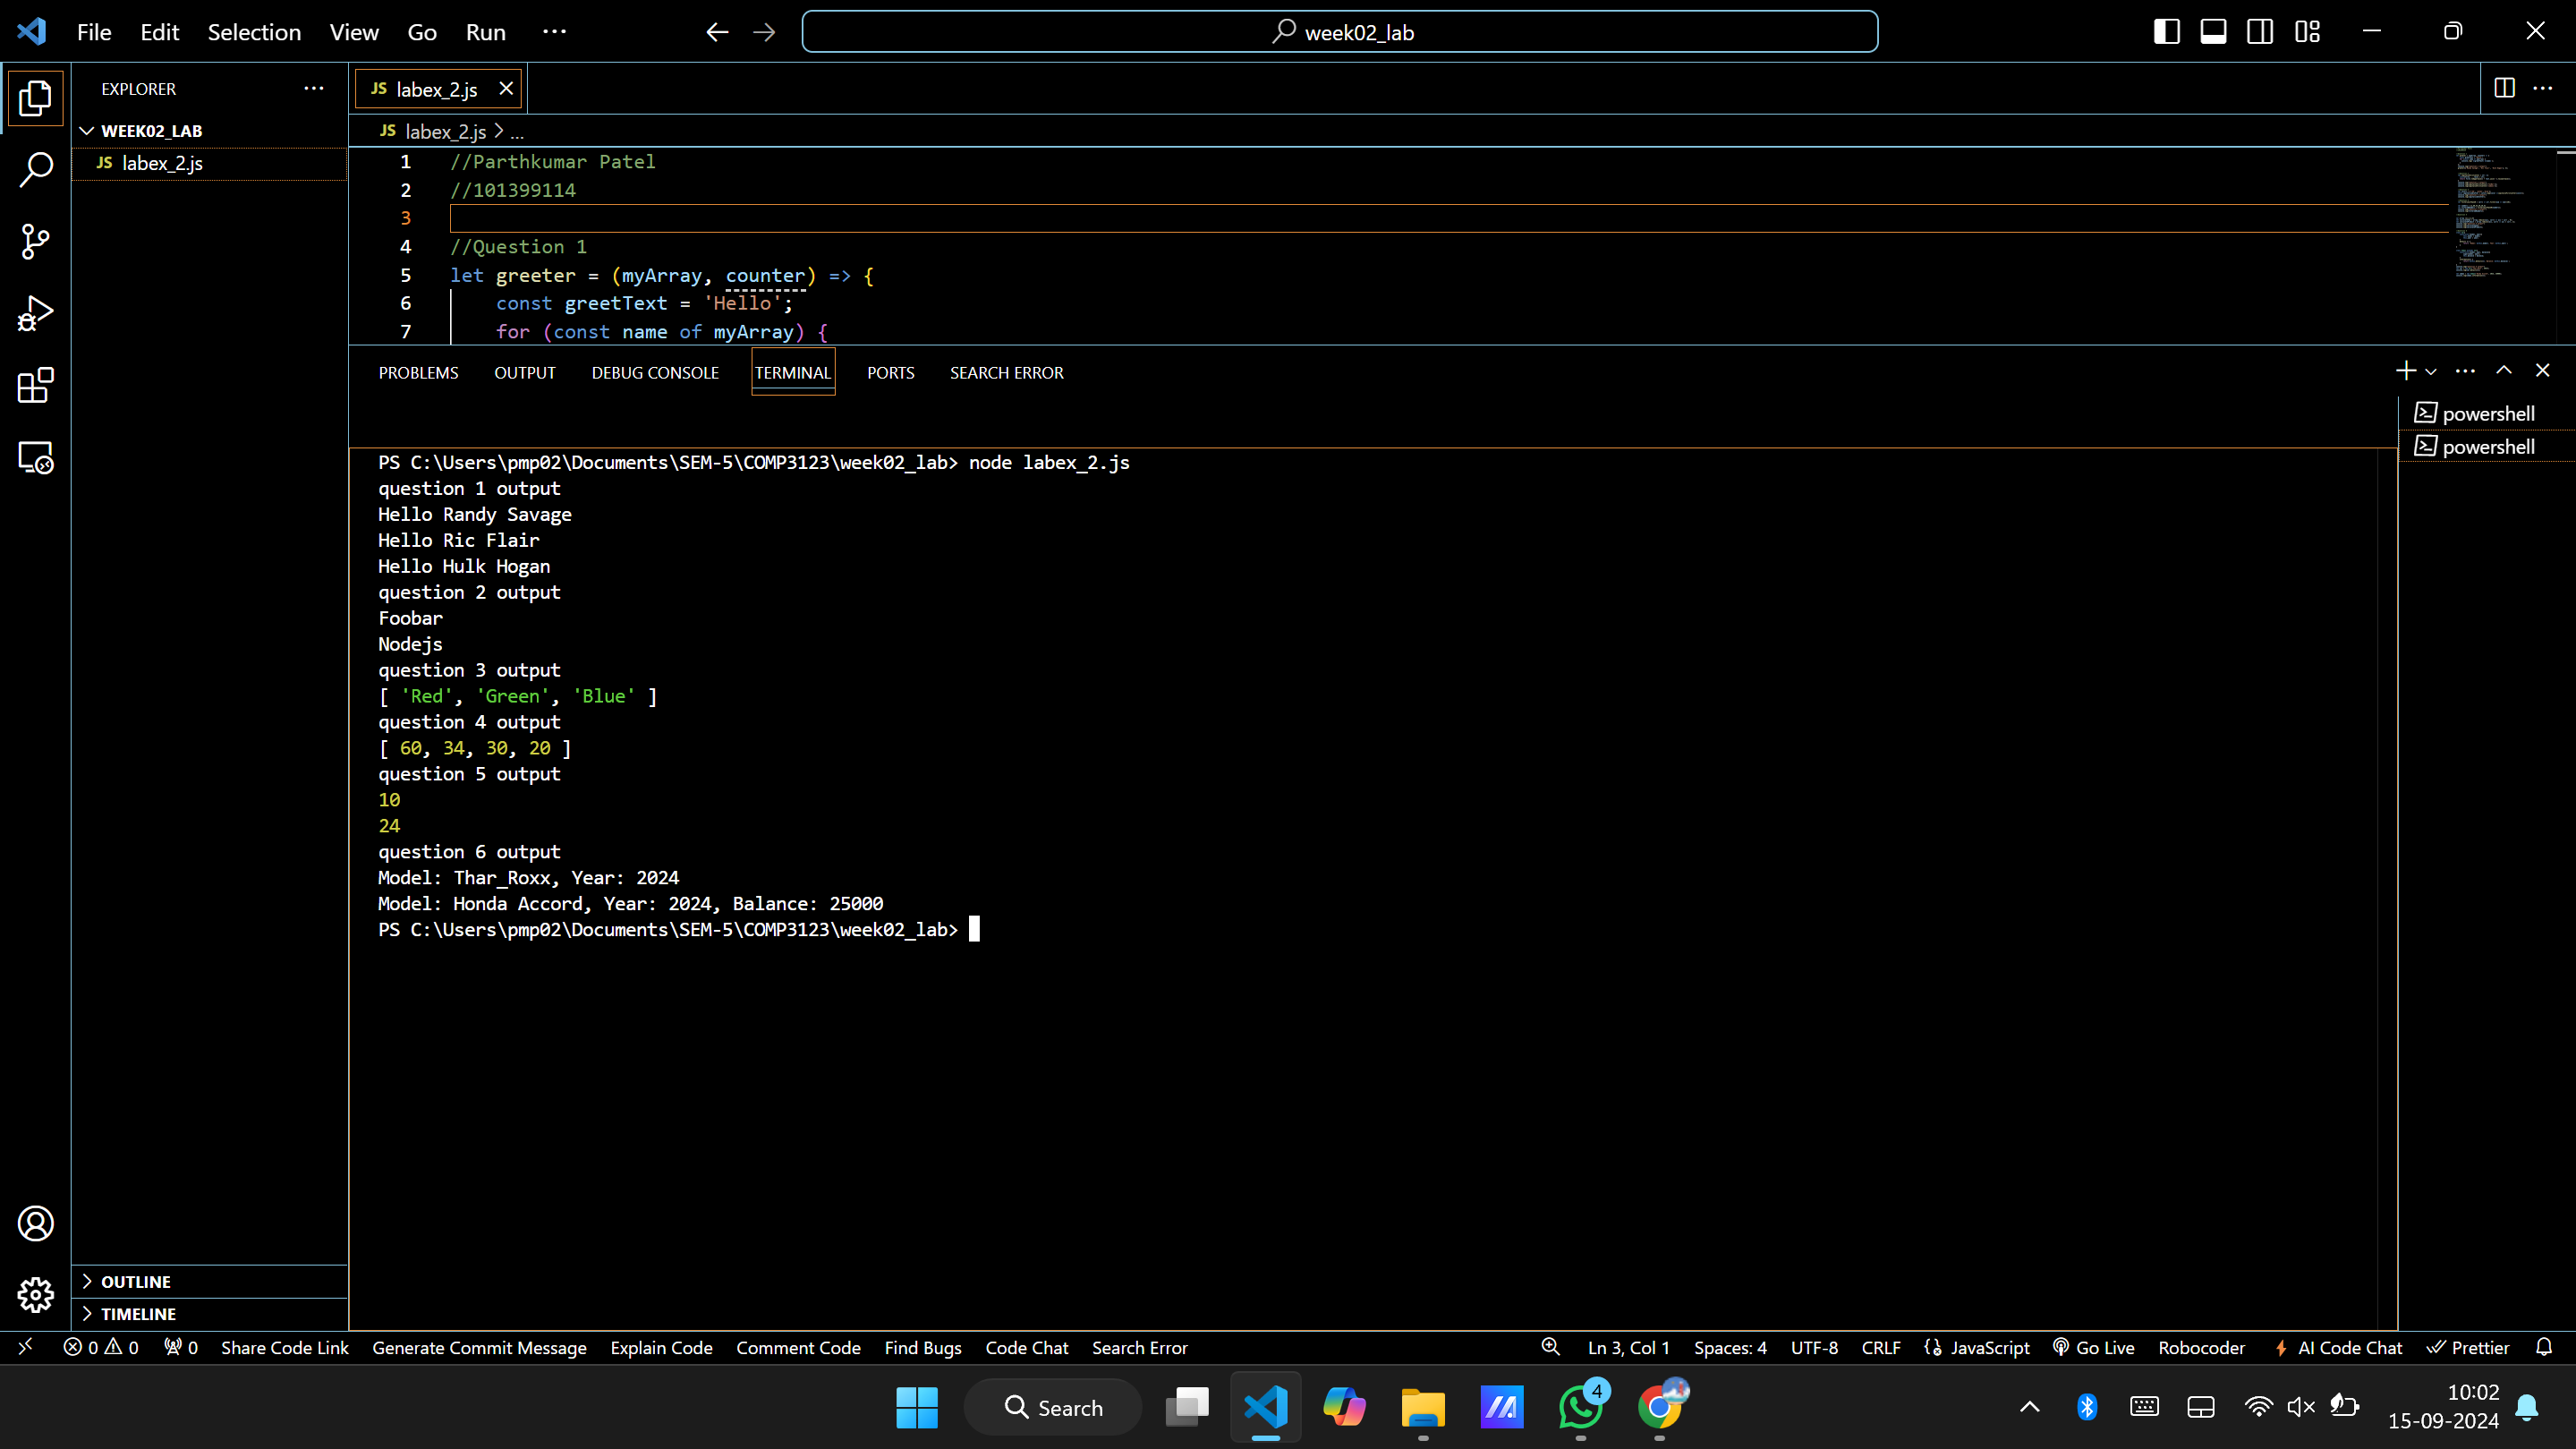 File Edit Selection View Go Run ···
week02_lab
EXPLORER
WEEK02_LAB
JS labex_2.js
OUTLINE
TIMELINE
JS labex_2.js
JS labex_2.js > ...
1 //Parthkumar Patel
2 //101399114
3
4 //Question 1
5 let greeter = (myArray, counter) => {
6 const greetText = 'Hello';
7 for (const name of myArray) {
PROBLEMS OUTPUT DEBUG CONSOLE TERMINAL PORTS SEARCH ERROR
powershell
powershell
PS C:\Users\pmp02\Documents\SEM-5\COMP3123\week02_lab> node labex_2.js
question 1 output
Hello Randy Savage
Hello Ric Flair
Hello Hulk Hogan
question 2 output
Foobar
Nodejs
question 3 output
[ 'Red', 'Green', 'Blue' ]
question 4 output
[ 60, 34, 30, 20 ]
question 5 output
10
24
question 6 output
Model: Thar_Roxx, Year: 2024
Model: Honda Accord, Year: 2024, Balance: 25000
PS C:\Users\pmp02\Documents\SEM-5\COMP3123\week02_lab>
0 0 0 Share Code Link Generate Commit Message Explain Code Comment Code Find Bugs Code Chat Search Error Ln 3, Col 1 Spaces: 4 UTF-8 CRLF JavaScript Go Live Robocoder AI Code Chat Prettier
Search
4
10:02
15-09-2024